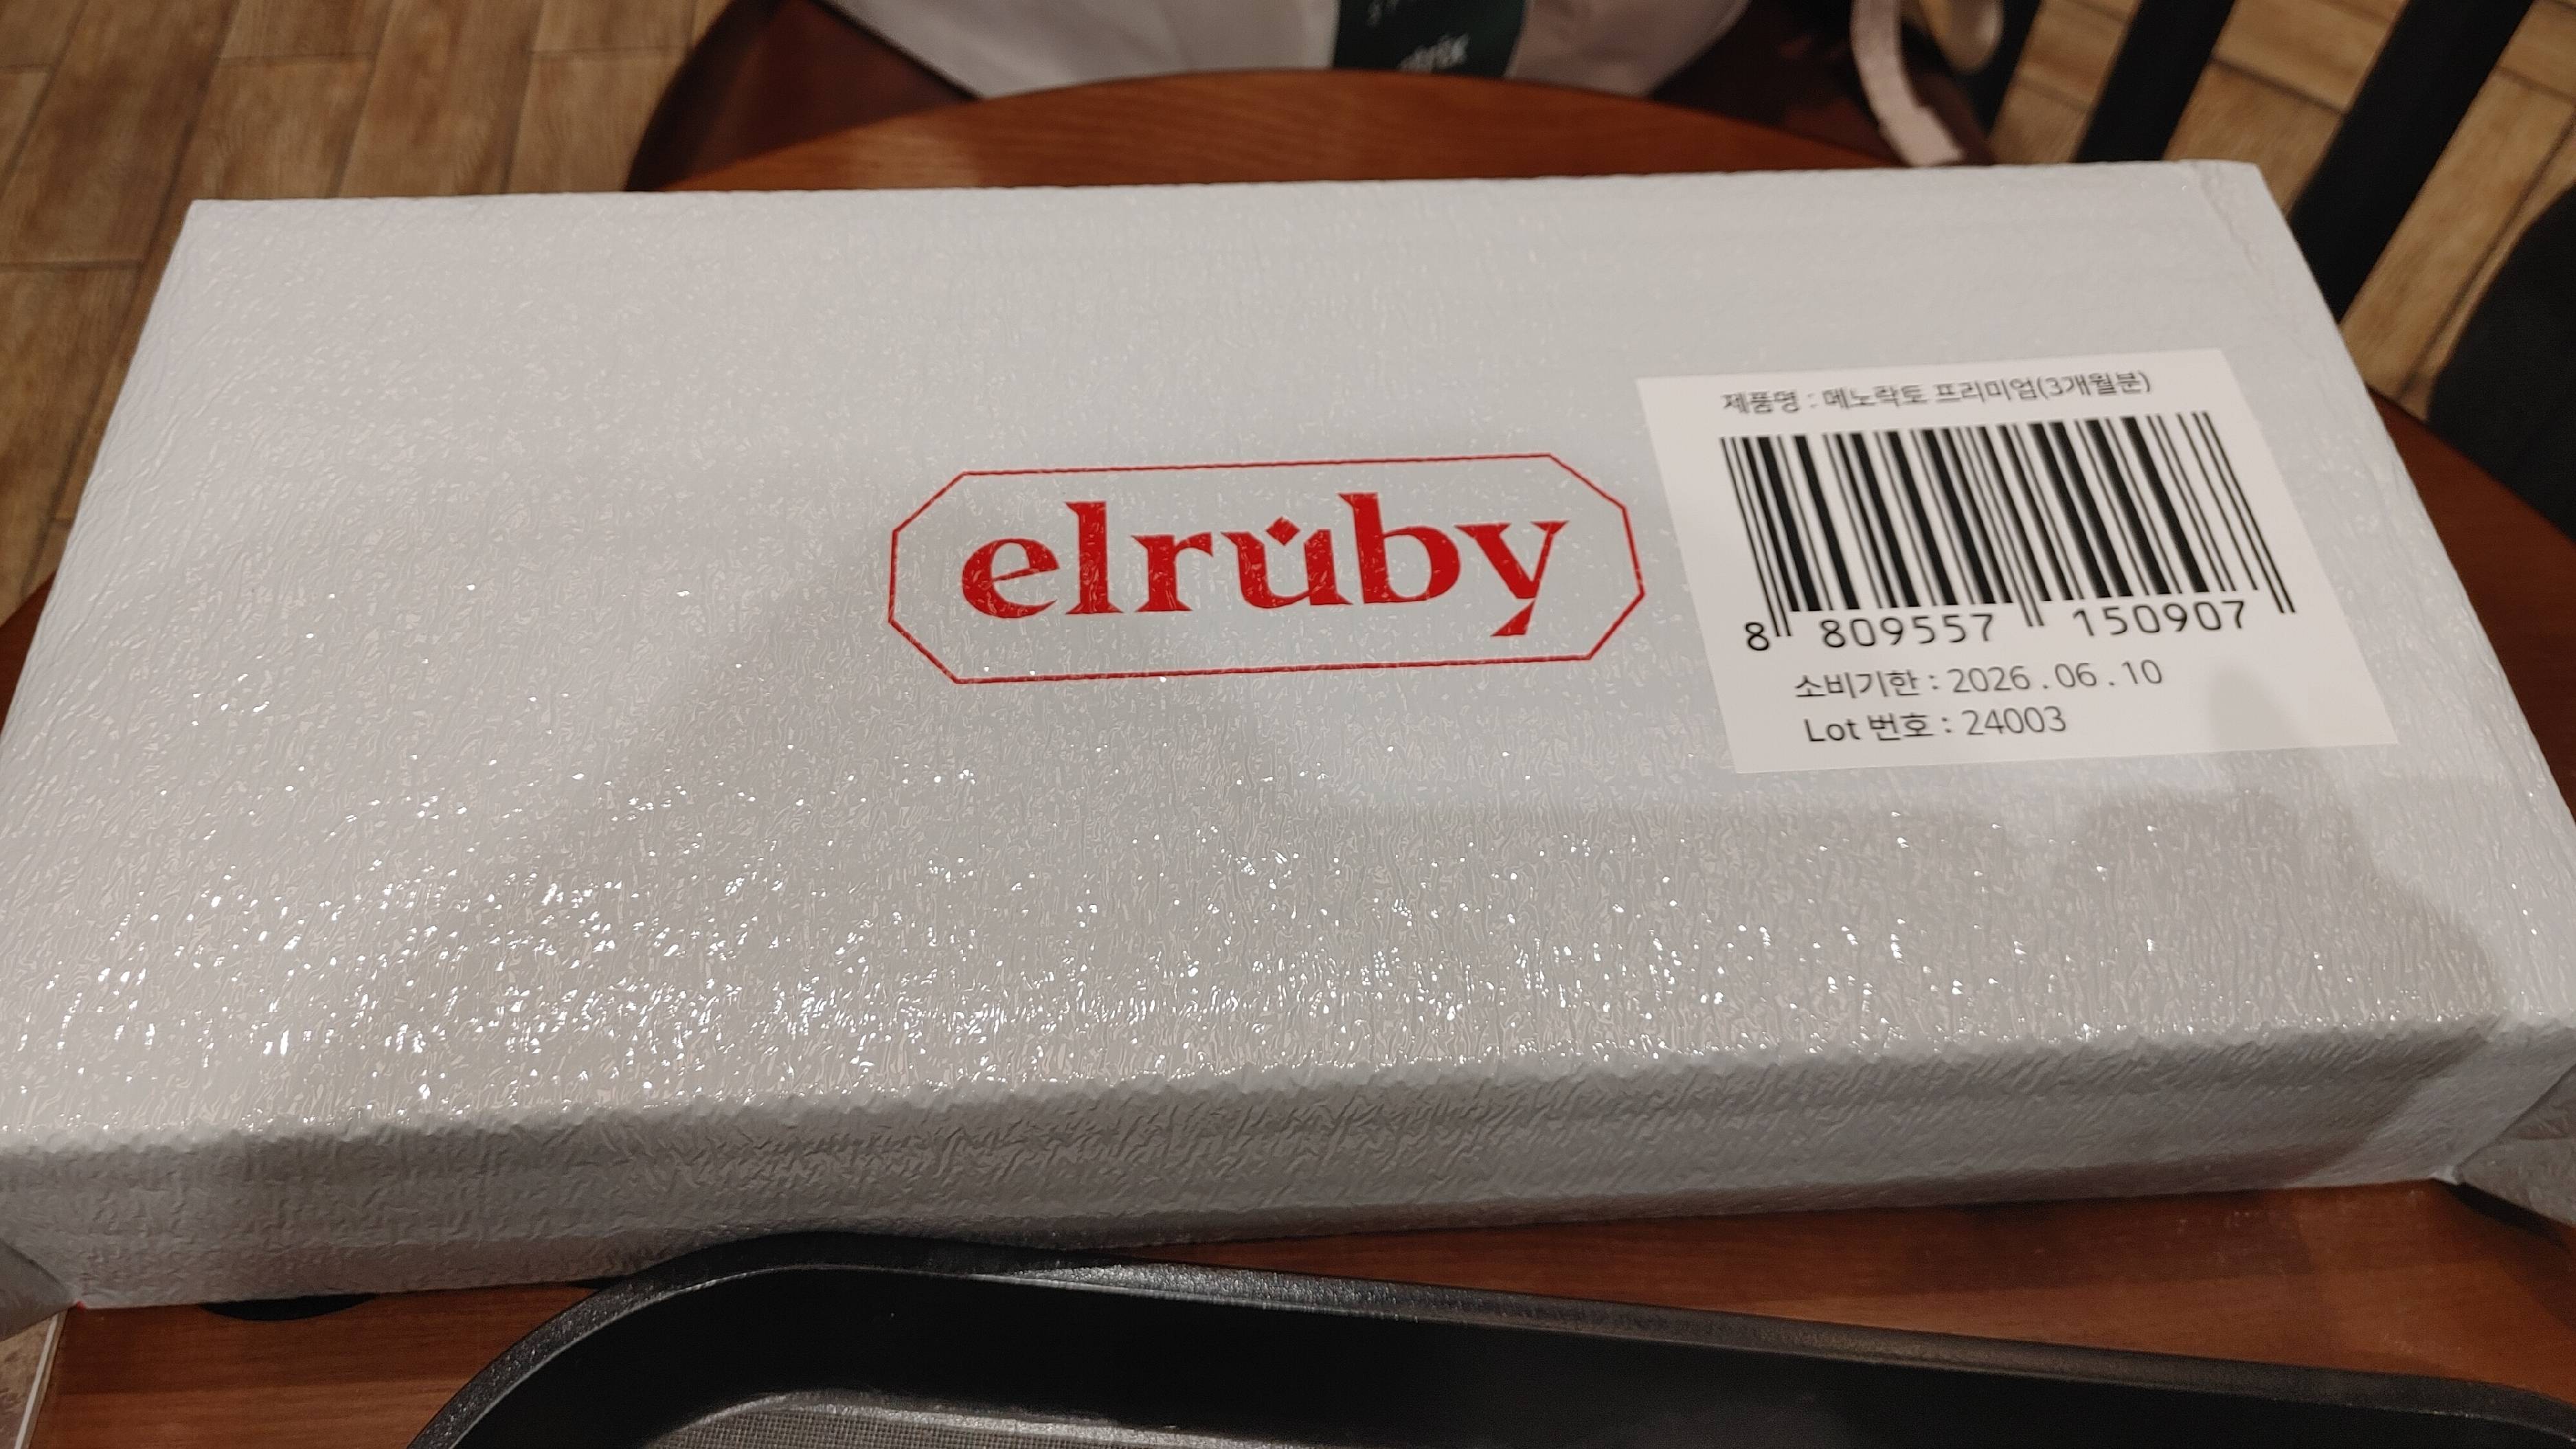 elruby
제품명 : 메노락토 프리미엄(3개월분)
8 809557 150907
소비기한 : 2026 . 06 . 10
Lot 번호 : 24003